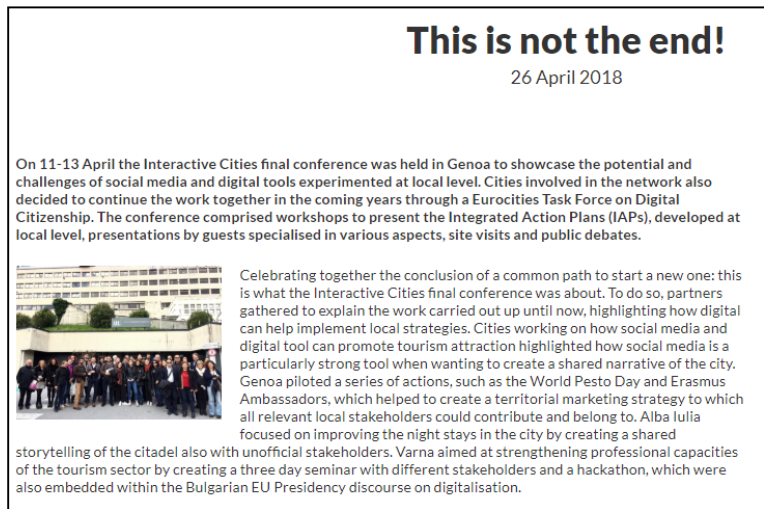 This is not the end!
26 April 2018
On 11-13 April the Interactive Cities final conference was held in Genoa to showcase the potential and
challenges of social media and digital tools experimented at local level. Cities involved in the network also
decided to continue the work together in the coming years through a Eurocities Task Force on Digital
Citizenship. The conference comprised workshops to present the Integrated Action Plans (IAPs), developed at
local level, presentations by guests specialised in various aspects, site visits and public debates.
Celebrating together the conclusion of a common path to start a new one: this
is what the Interactive Cities final conference was about. To do so, partners
gathered to explain the work carried out up until now, highlighting how digital
can help implement local strategies. Cities working on how social media and
digital tool can promote tourism attraction highlighted how social media is a
particularly strong tool when wanting to create a shared narrative of the city.
Genoa piloted a series of actions, such as the World Pesto Day and Erasmus
Ambassadors, which helped to create a territorial marketing strategy to which
all relevant local stakeholders could contribute and belong to. Alba Iulia
focused on improving the night stays in the city by creating a shared
storytelling of the citadel also with unofficial stakeholders. Varna aimed at strengthening professional capacities
of the tourism sector by creating a three day seminar with different stakeholders and a hackathon, which were
also embedded within the Bulgarian EU Presidency discourse on digitalisation.